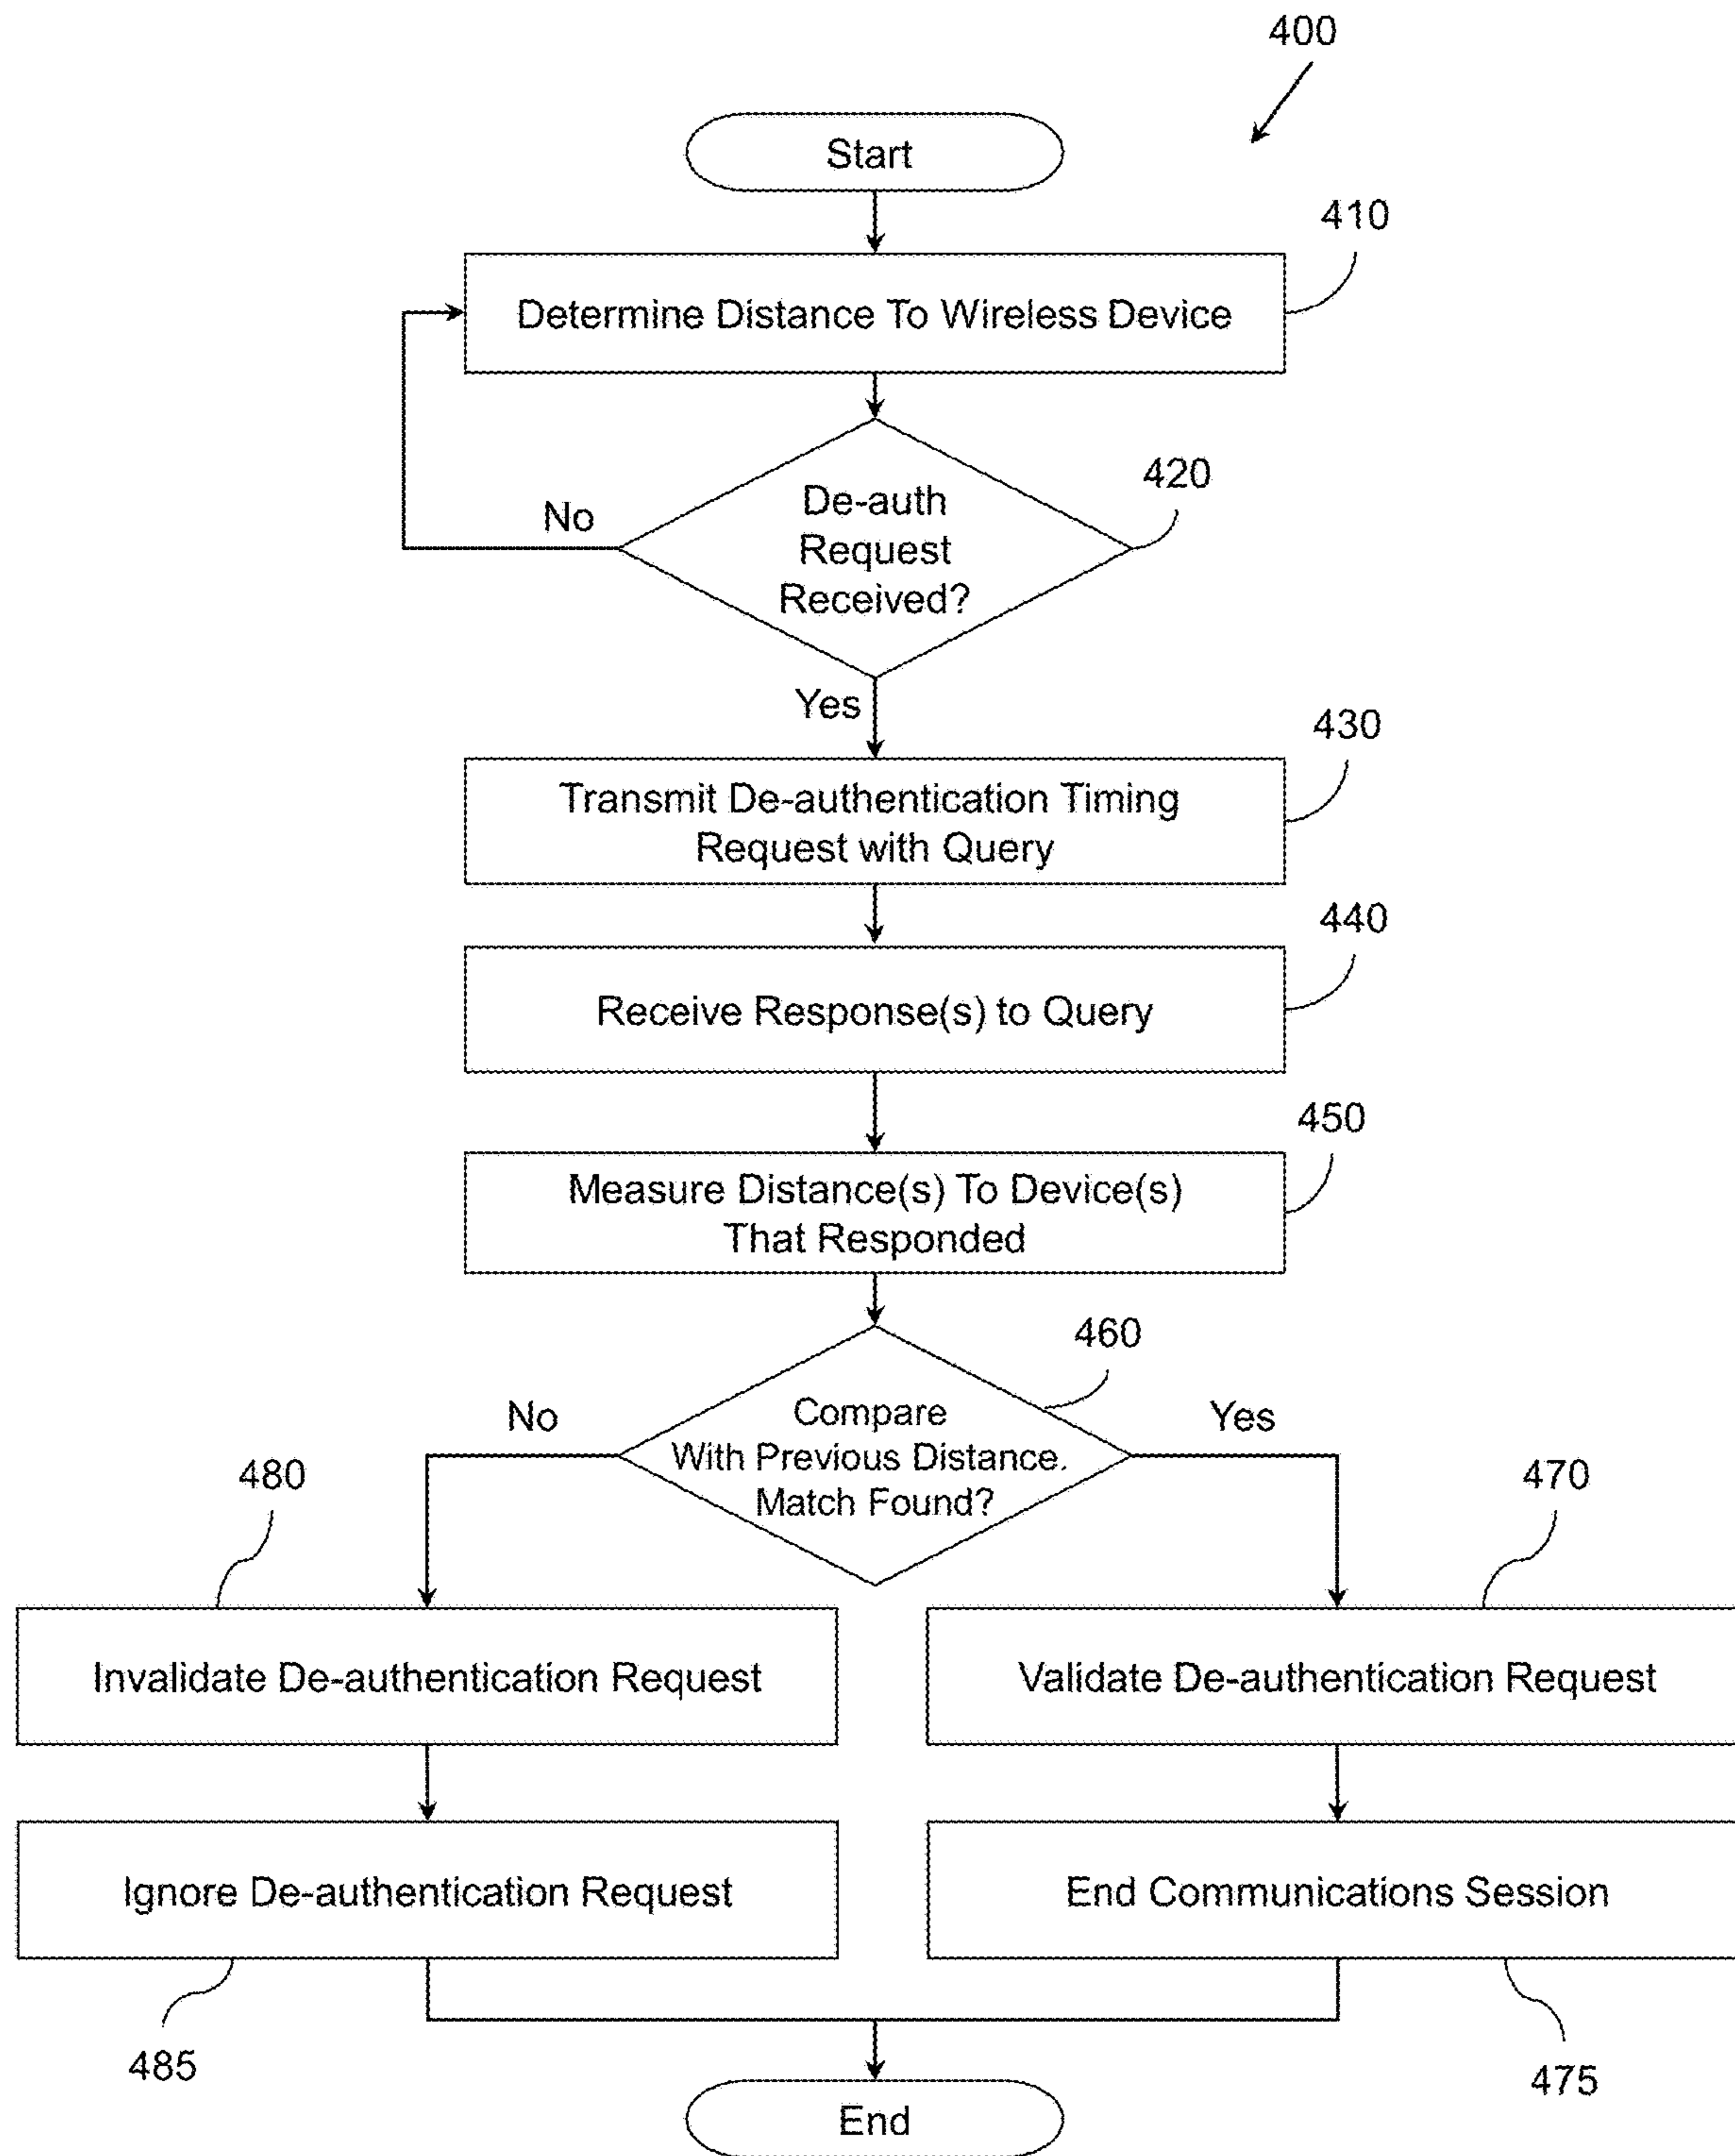 400
Start
410
Determine Distance To Wireless Device
420
No
De-auth
Request
Received?
Yes
430
Transmit De-authentication Timing
Request with Query
440
Receive Response(s) to Query
450
Measure Distance(s) To Device(s)
That Responded
460
No
Compare
With Previous Distance.
Match Found?
Yes
480
470
Invalidate De-authentication Request
Validate De-authentication Request
Ignore De-authentication Request
End Communications Session
485
475
End